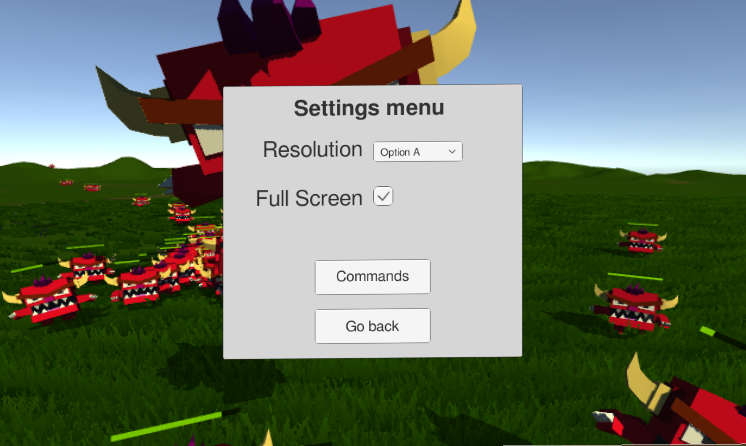 Settings menu
Resolution Option A
Full Screen
Commands
Go back